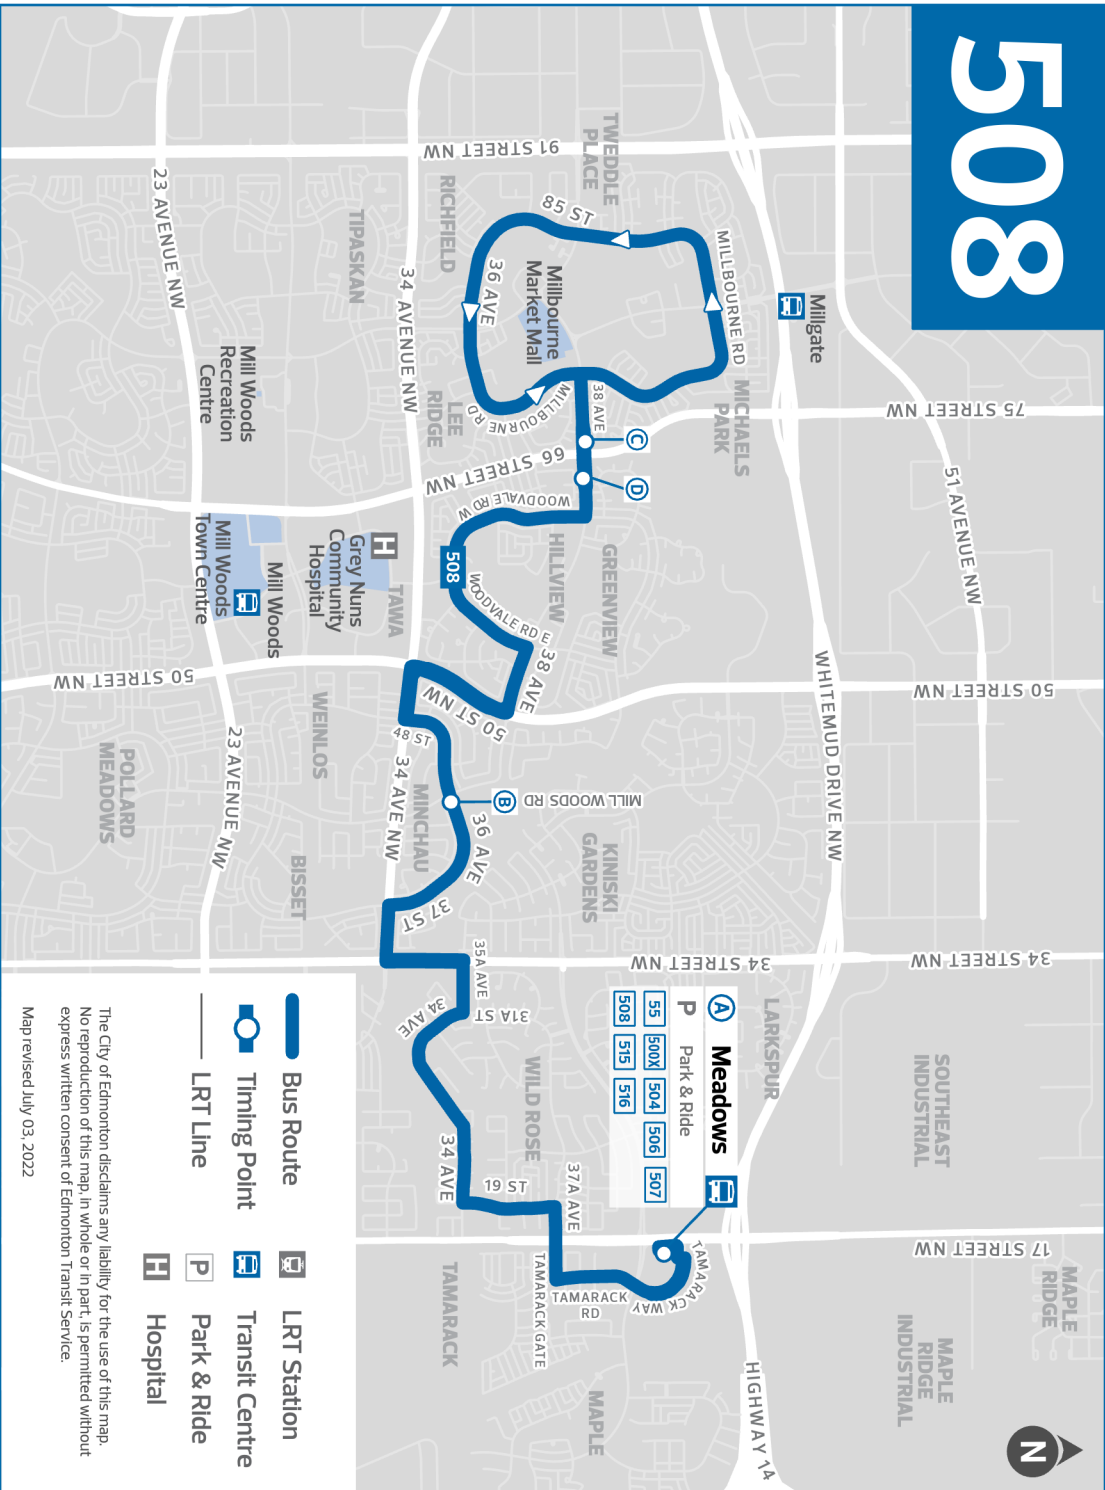 508
TWEDDLE
PLACE
91 STREET NW
RICHFIELD
TIPASKAN
23 AVENUE NW
34 AVENUE NW
85 ST
36 AVE
Millbourne
Market Mall
MILLBOURNE RD
Millgate
MICHAELS
PARK
75 STREET NW
51 AVENUE NW
38 AVE
MILLBOURNE RD
LEE
RIDGE
66 STREET NW
C
D
Mill Woods
Recreation
Centre
WOODVALE RD W
508
HILLVIEW
GREENVIEW
WOODVALE RD E
38 AVE
H
Grey Nuns
Community
Hospital
TAWA
Mill Woods
Mill Woods
Town Centre
50 STREET NW
50 ST NW
50 STREET NW
WHITEMUD DRIVE NW
48 ST
34 AVE NW
WEINLOS
23 AVENUE NW
POLLARD
MEADOWS
MINCHAU
B
MILL WOODS RD
36 AVE
KINISKI
GARDENS
BISSET
37 ST
34 STREET NW
34 STREET NW
35A AVE
31A ST
34 AVE
LARKSPUR
A
Meadows
P
Park & Ride
55
500X
504
506
507
508
515
516
SOUTHEAST
INDUSTRIAL
WILD ROSE
34 AVE
19 ST
37A AVE
17 STREET NW
TAMARACK WAY
TAMARACK
RD
TAMARACK GATE
TAMARACK
MAPLE
RIDGE
MAPLE
RIDGE
INDUSTRIAL
MAPLE
HIGHWAY 14
N
Bus Route
Timing Point
LRT Line
LRT Station
Transit Centre
P
Park & Ride
H
Hospital
The City of Edmonton disclaims any liability for the use of this map.
No reproduction of this map, in whole or in part, is permitted without
express written consent of Edmonton Transit Service.
Map revised July 03, 2022